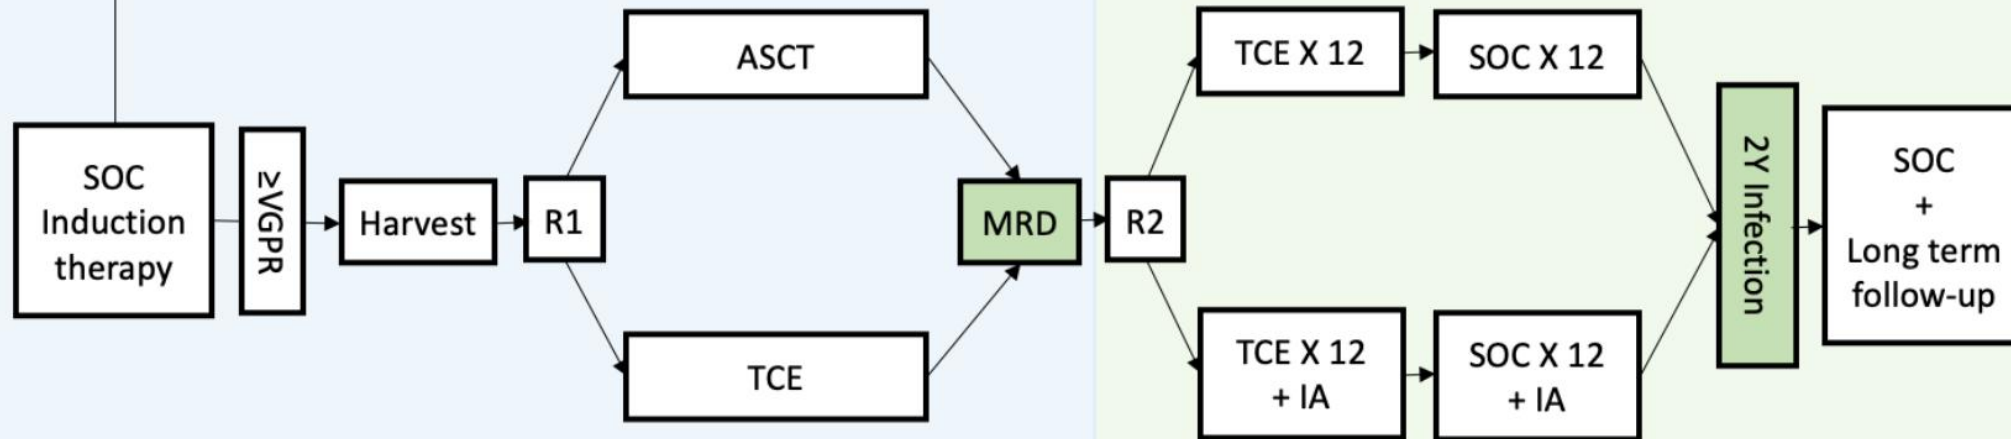 SOC
Induction
therapy
≥VGPR
Harvest
R1
ASCT
TCE
MRD
R2
TCE X 12
SOC X 12
TCE X 12
+ IA
SOC X 12
+ IA
2Y Infection
SOC
+
Long term
follow-up